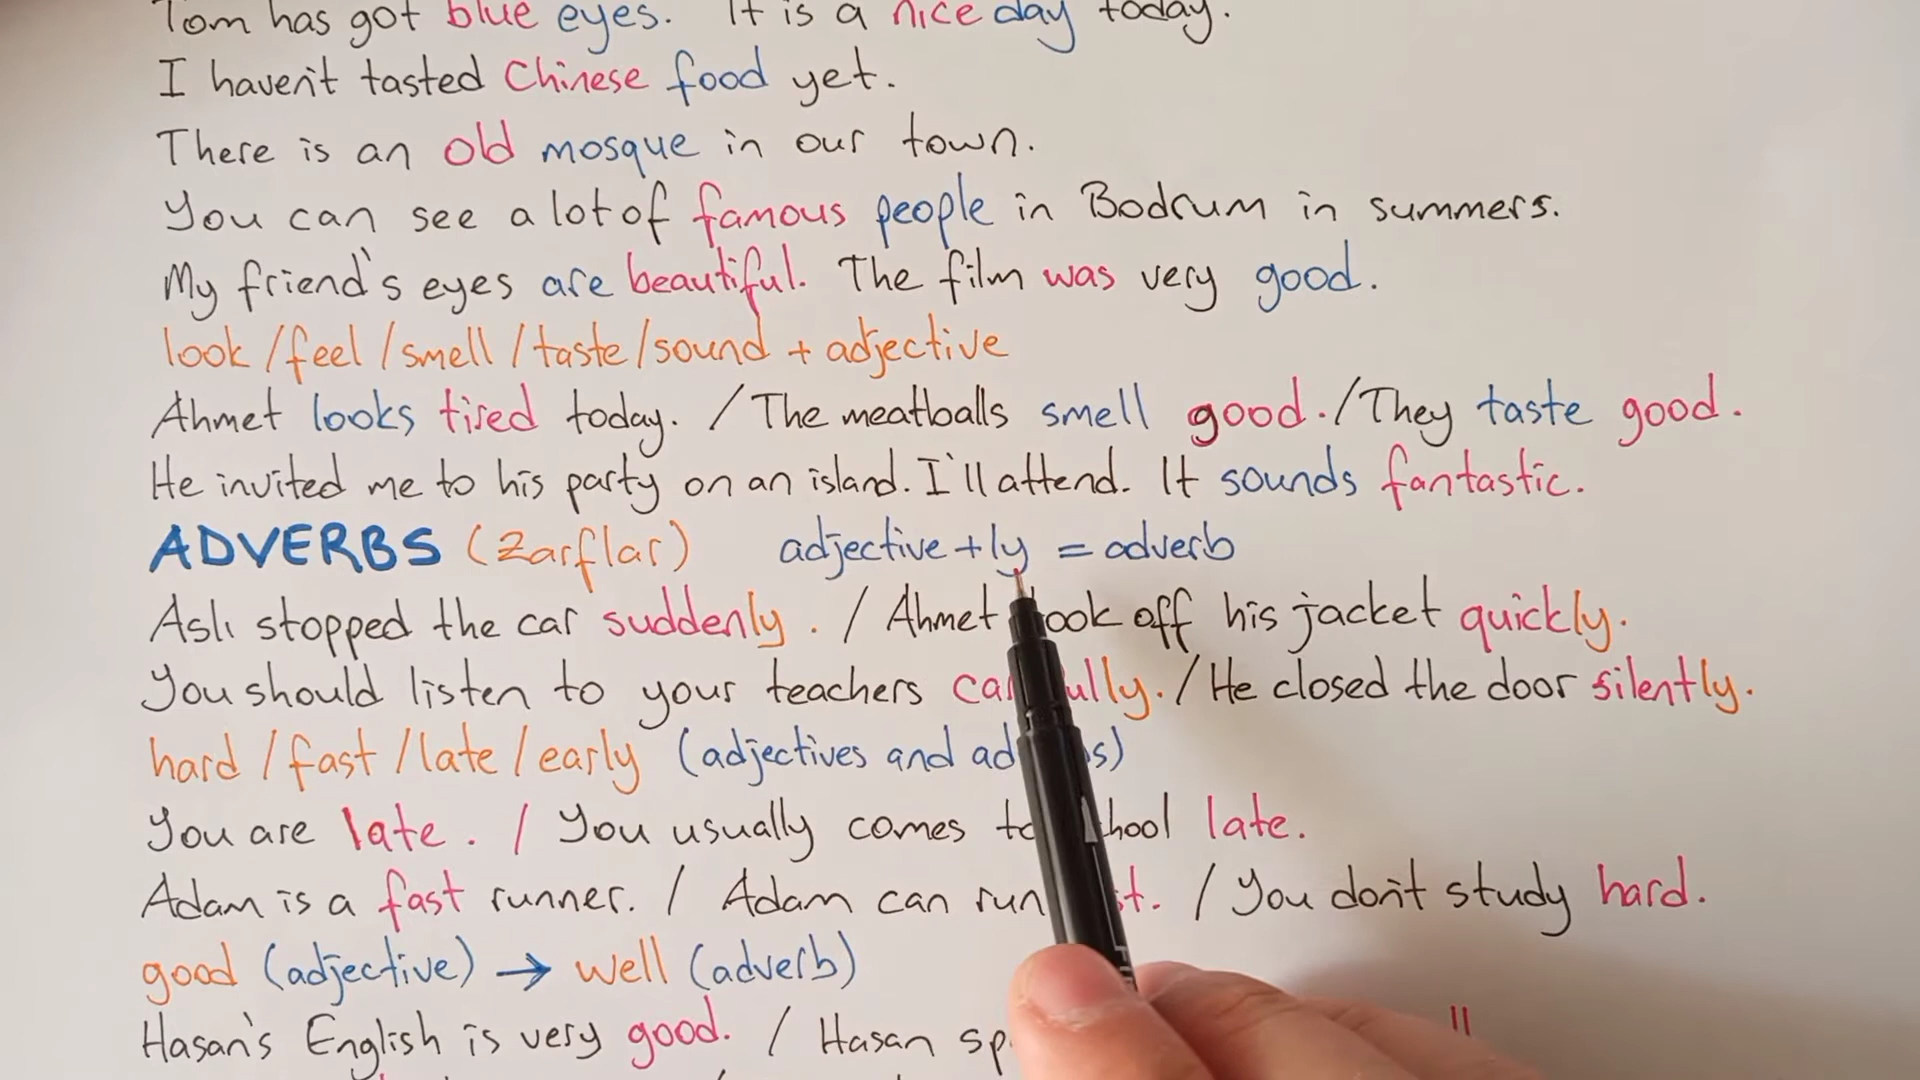 Tom has got blue eyes. It is a nice day today.
I haven't tasted Chinese food yet.
There is an old mosque in our town.
You can see a lot of famous people in Bodrum in summers.
My friend's eyes are beautiful. The film was very good.
look / feel / smell / taste / sound + adjective
Ahmet looks tired today. / The meatballs smell good. / They taste good.
He invited me to his party on an island. I'll attend. It sounds fantastic.
ADVERBS (Zarflar) adjective + ly = adverb
Aslı stopped the car suddenly. / Ahmet took off his jacket quickly.
You should listen to your teachers carefully. / He closed the door silently.
hard / fast / late / early (adjectives and adverbs)
You are late. / You usually comes to school late.
Adam is a fast runner. / Adam can run fast. / You don't study hard.
good (adjective) → well (adverb)
Hasan's English is very good. / Hasan